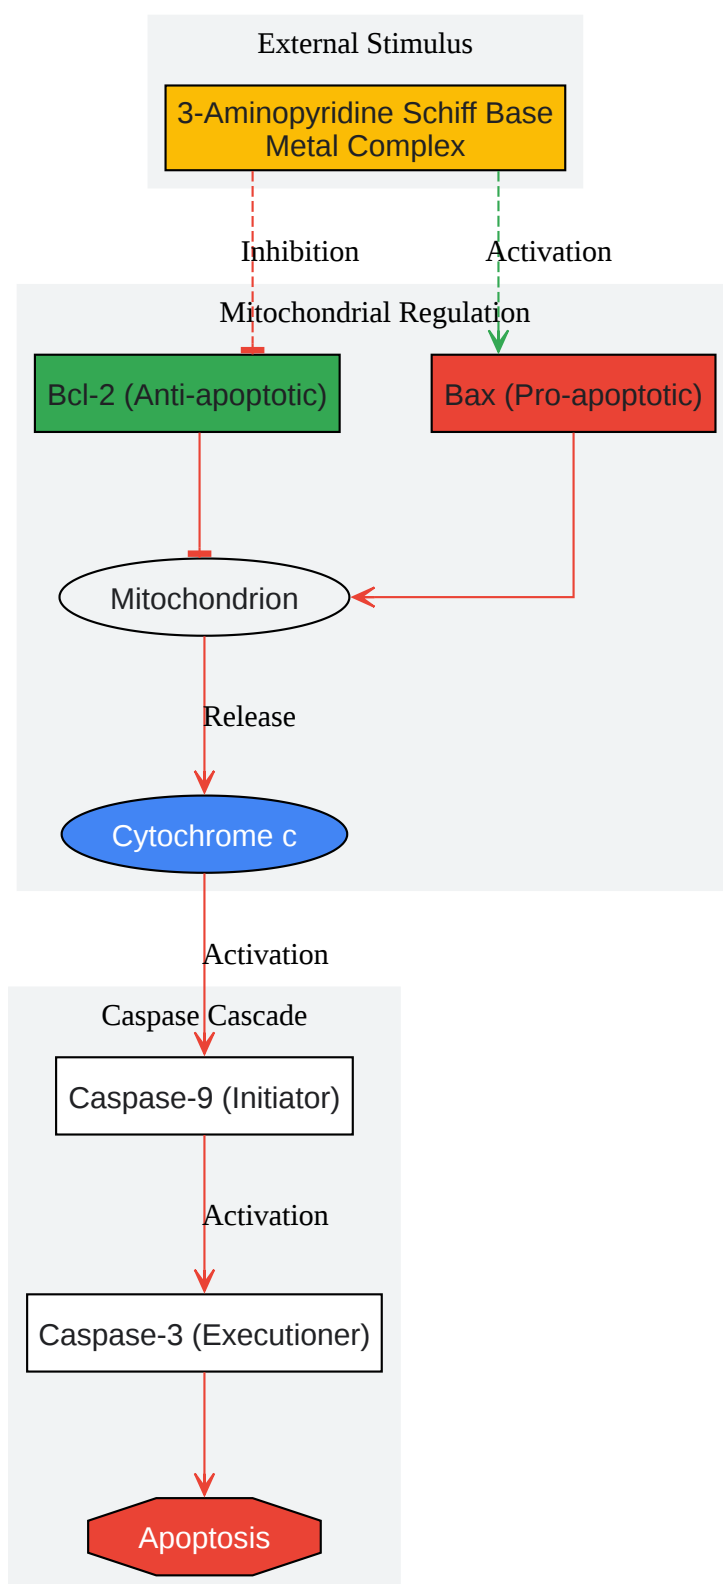 External Stimulus
3-Aminopyridine Schiff Base
Metal Complex
Inhibition
Activation
Mitochondrial Regulation
Bcl-2 (Anti-apoptotic)
Bax (Pro-apoptotic)
Mitochondrion
Release
Cytochrome c
Activation
Caspase Cascade
Caspase-9 (Initiator)
Activation
Caspase-3 (Executioner)
Apoptosis